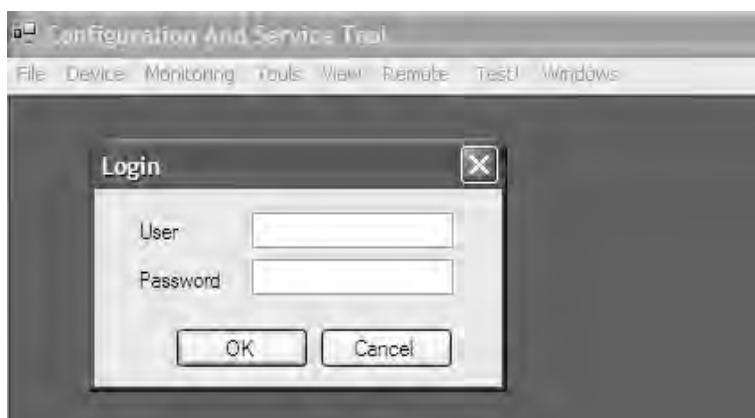 Configuration And Service Tool
File Device Monitoring Tools View Remote Test! Windows
Login
User
Password
OK Cancel